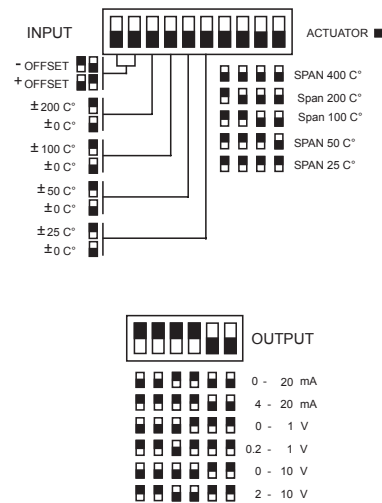 INPUT
ACTUATOR
- OFFSET
+ OFFSET
± 200 C°
± 0 C°
± 100 C°
± 0 C°
± 50 C°
± 0 C°
± 25 C°
± 0 C°
SPAN 400 C°
Span 200 C°
Span 100 C°
SPAN 50 C°
SPAN 25 C°
OUTPUT
0 - 20 mA
4 - 20 mA
0 - 1 V
0.2 - 1 V
0 - 10 V
2 - 10 V